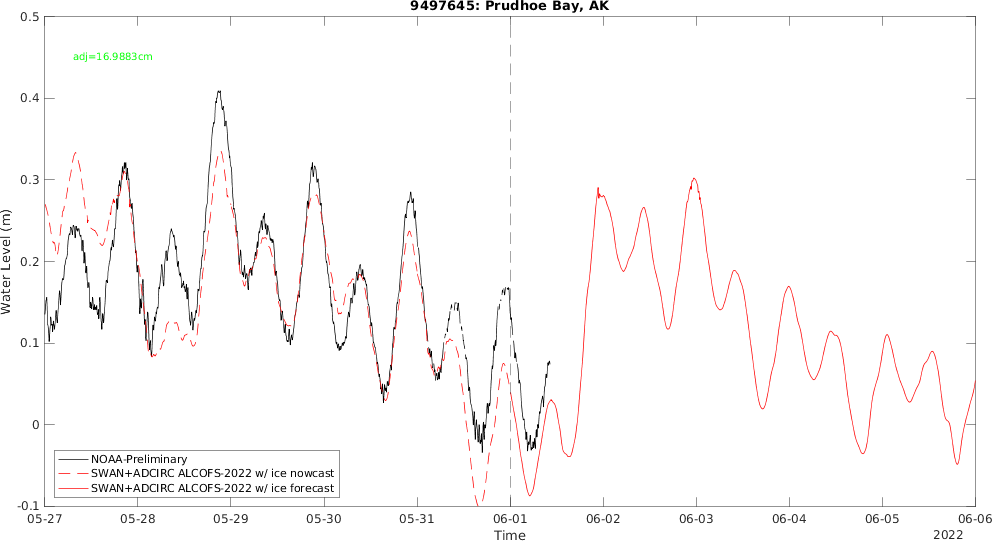 9497645: Prudhoe Bay, AK
adj=16.9883cm
0.5
0.4
0.3
0.2
0.1
0
-0.1
Water Level (m)
NOAA-Preliminary
SWAN+ADCIRC ALCOFS-2022 w/ ice nowcast
SWAN+ADCIRC ALCOFS-2022 w/ ice forecast
05-27 05-28 05-29 05-30 05-31 06-01 06-02 06-03 06-04 06-05 06-06
Time
2022